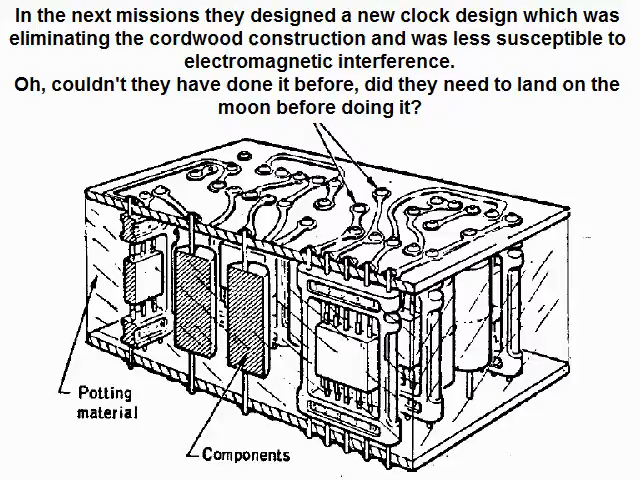 In the next missions they designed a new clock design which was
eliminating the cordwood construction and was less susceptible to
electromagnetic interference.
Oh, couldn't they have done it before, did they need to land on the
moon before doing it?
Potting
material
Components